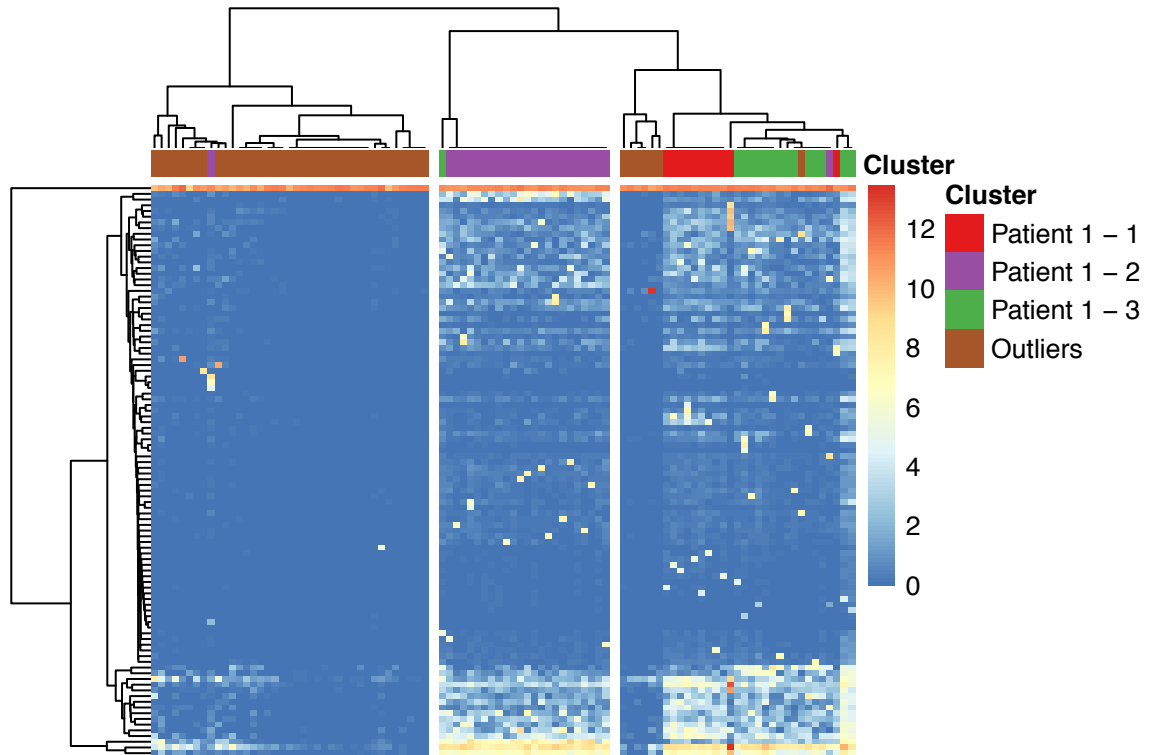 Cluster
12
10
8
6
4
2
0
Cluster
Patient 1 – 1
Patient 1 – 2
Patient 1 – 3
Outliers